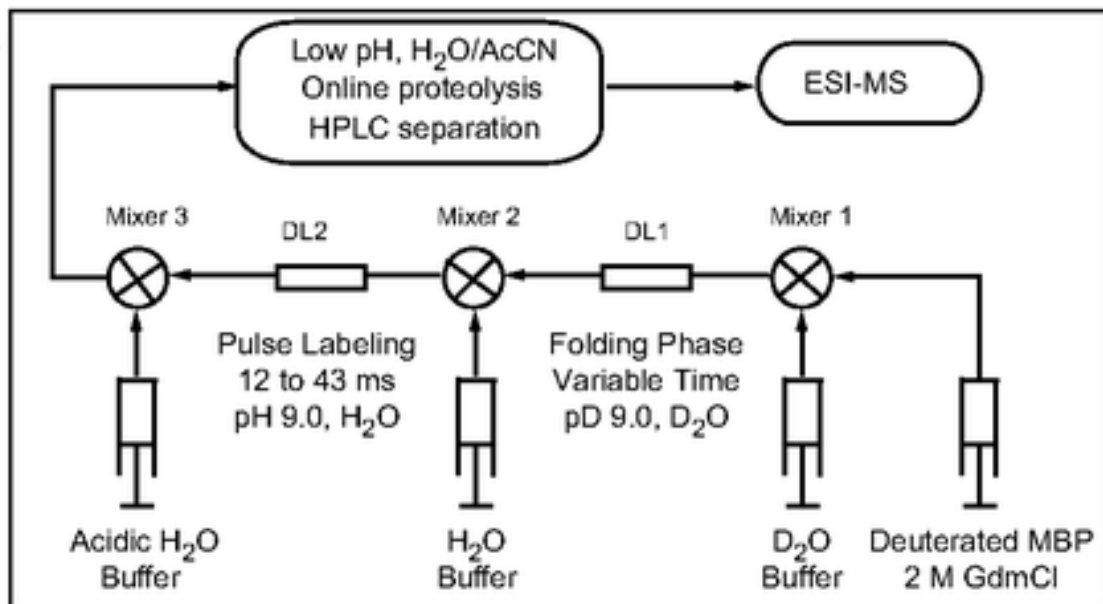 Low pH, H₂O/AcCN
Online proteolysis
HPLC separation
ESI-MS
Mixer 3
DL2
Mixer 2
DL1
Mixer 1
Pulse Labeling
12 to 43 ms
pH 9.0, H₂O
Folding Phase
Variable Time
pD 9.0, D₂O
Acidic H₂O
Buffer
H₂O
Buffer
D₂O
Buffer
Deuterated MBP
2 M GdmCl